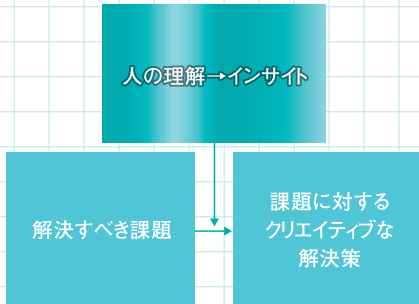 人の理解→インサイト
解決すべき課題
課題に対する
クリエイティブな
解決策